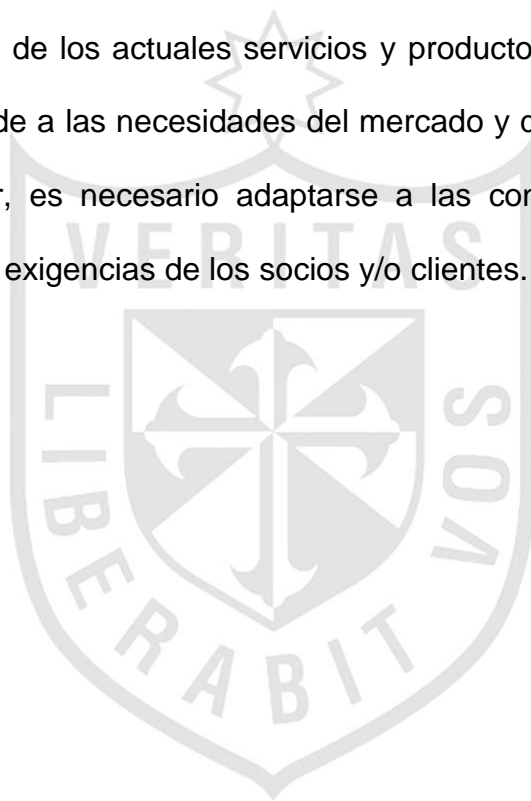 de los actuales servicios y producto
de a las necesidades del mercado y
, es necesario adaptarse a las
exigencias de los socios y/o clientes.
VERITAS
LIBERABIT VOS